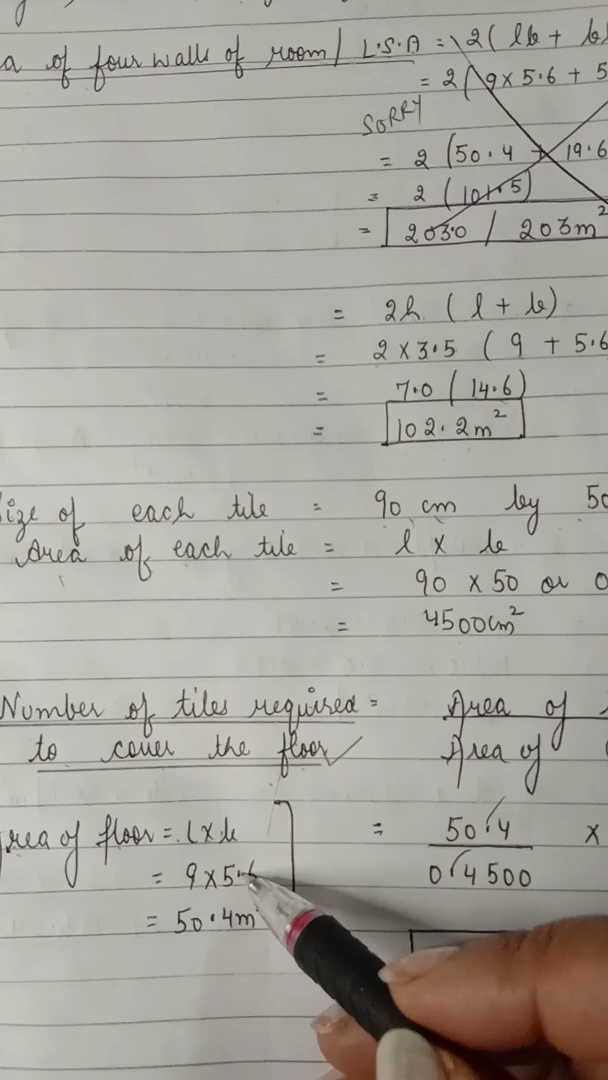 a of four walls of room / L.S.A = 2( lb +
= 2 ( 9 x 5.6 + 5
SORRY
= 2 (50.4 + 19.6
= 2 (101.5)
= 203.0 / 203m²
= 2h ( l + b)
= 2 x 3.5 ( 9 + 5.6
= 7.0 ( 14.6)
= 102.2m²
size of each tile = 90 cm by 50
Area of each tile = l x b
= 90 x 50 or 0
= 4500cm²
Number of tiles required = Area of
to cover the floor Area of
Area of floor = l x b = 50.4 x
= 9 x 5.6 0.4500
= 50.4m